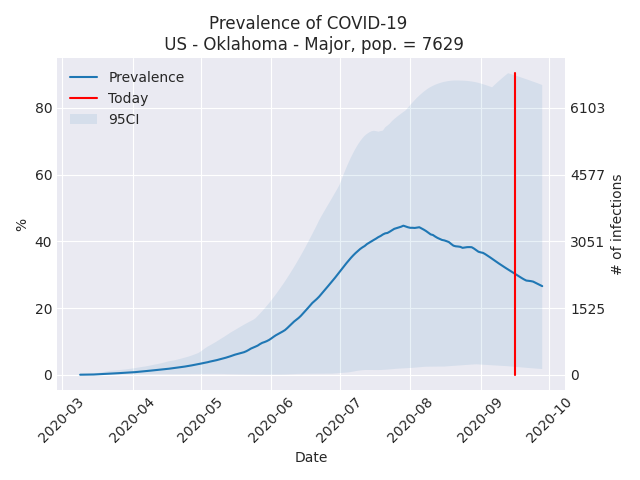 Prevalence of COVID-19
US - Oklahoma - Major, pop. = 7629
Prevalence
Today
95CI
80
60
40
20
0
%
6103
4577
3051
1525
0
# of infections
2020-03
2020-04
2020-05
2020-06
2020-07
2020-08
2020-09
2020-10
Date